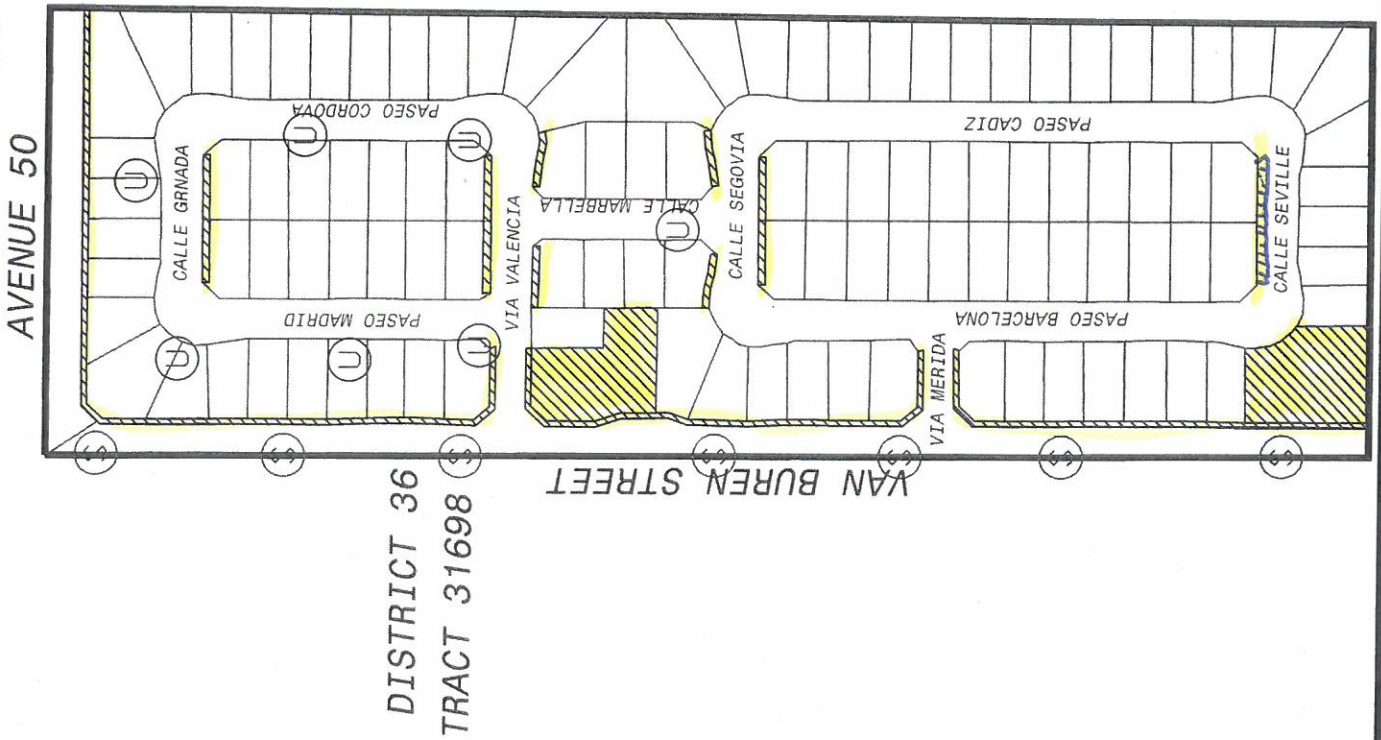 AVENUE 50
CALLE GRNADA
PASEO CORDOVA
PASEO MADRID
VIA VALENCIA
CALLE MARBELLA
CALLE SEGOVIA
PASEO CADIZ
PASEO BARCELONA
CALLE SEVILLE
VIA MERIDA
VAN BUREN STREET
DISTRICT 36
TRACT 31698
U
U
U
U
U
U
U